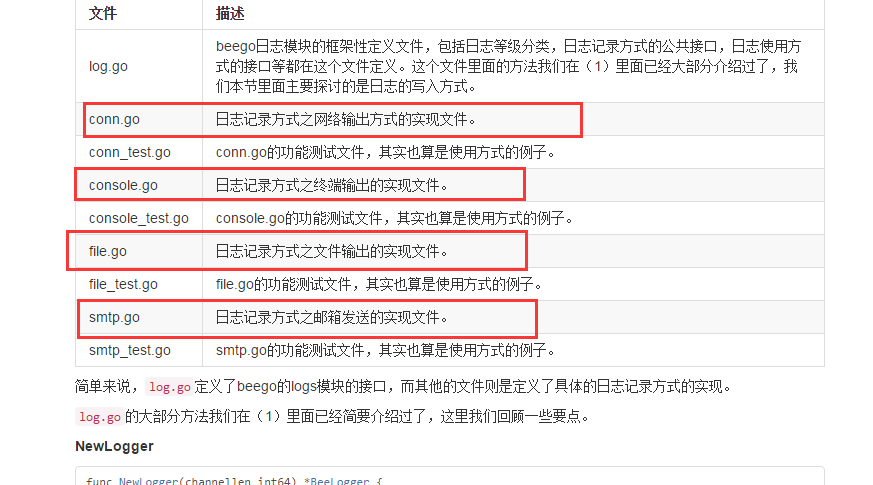 文件 描述
log.go beego日志模块的框架性定义文件，包括日志等级分类，日志记录方式的公共接口，日志使用方
式的接口等都在这个文件定义。这个文件里面的方法我们在（1）里面已经大部分介绍过了，我
们本节里面主要探讨的是日志的写入方式。
conn.go 日志记录方式之网络输出方式的实现文件。
conn_test.go conn.go的功能测试文件，其实也算是使用方式的例子。
console.go 日志记录方式之终端输出的实现文件。
console_test.go console.go的功能测试文件，其实也算是使用方式的例子。
file.go 日志记录方式之文件输出的实现文件。
file_test.go file.go的功能测试文件，其实也算是使用方式的例子。
smtp.go 日志记录方式之邮箱发送的实现文件。
smtp_test.go smtp.go的功能测试文件，其实也算是使用方式的例子。
简单来说，log.go定义了beego的logs模块的接口，而其他的文件则是定义了具体的日志记录方式的实现。
log.go的大部分方法我们在（1）里面已经简要介绍过了，这里我们回顾一些要点。
NewLogger
func NewLogger(channellen int64) *BeeLogger {